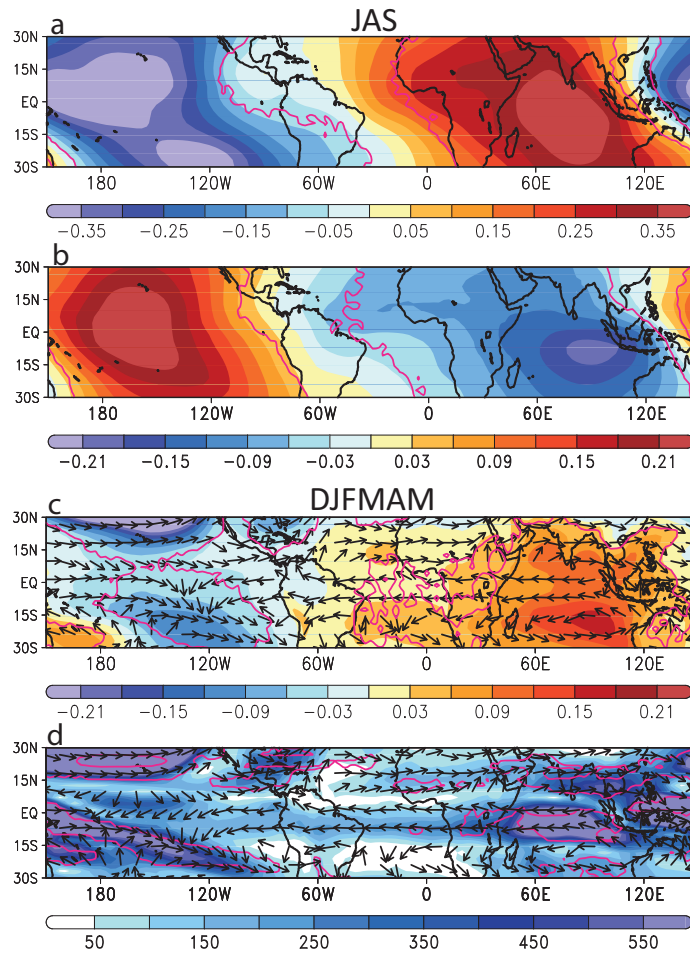 JAS
a
30N
15N
EQ
15S
30S
180 120W 60W 0 60E 120E
−0.35 −0.25 −0.15 −0.05 0.05 0.15 0.25 0.35
b
30N
15N
EQ
15S
30S
180 120W 60W 0 60E 120E
−0.21 −0.15 −0.09 −0.03 0.03 0.09 0.15 0.21
DJFMAM
c
30N
15N
EQ
15S
30S
180 120W 60W 0 60E 120E
−0.21 −0.15 −0.09 −0.03 0.03 0.09 0.15 0.21
d
30N
15N
EQ
15S
30S
180 120W 60W 0 60E 120E
50 150 250 350 450 550